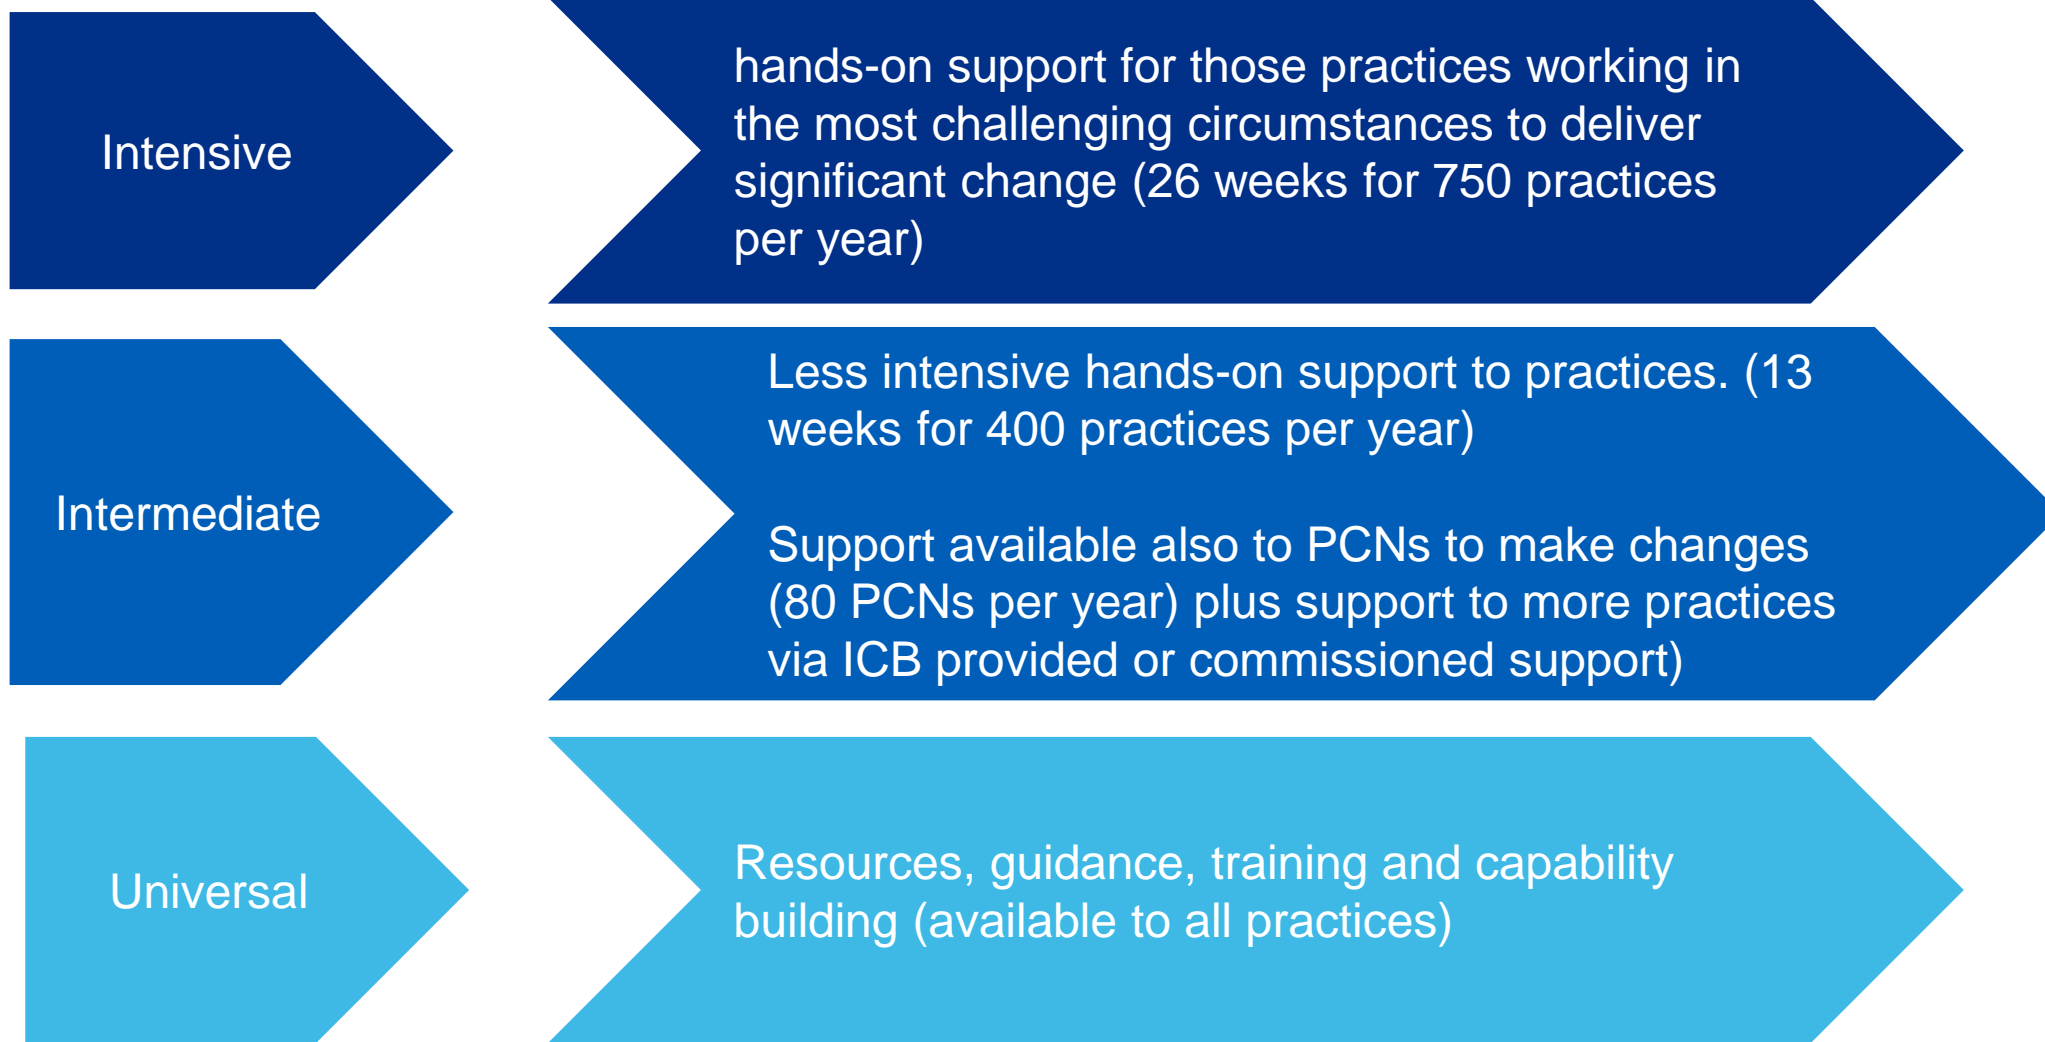 Intensive
hands-on support for those practices working in
the most challenging circumstances to deliver
significant change (26 weeks for 750 practices
per year)
Intermediate
Less intensive hands-on support to practices. (13
weeks for 400 practices per year)
Support available also to PCNs to make changes
(80 PCNs per year) plus support to more practices
via ICB provided or commissioned support)
Universal
Resources, guidance, training and capability
building (available to all practices)